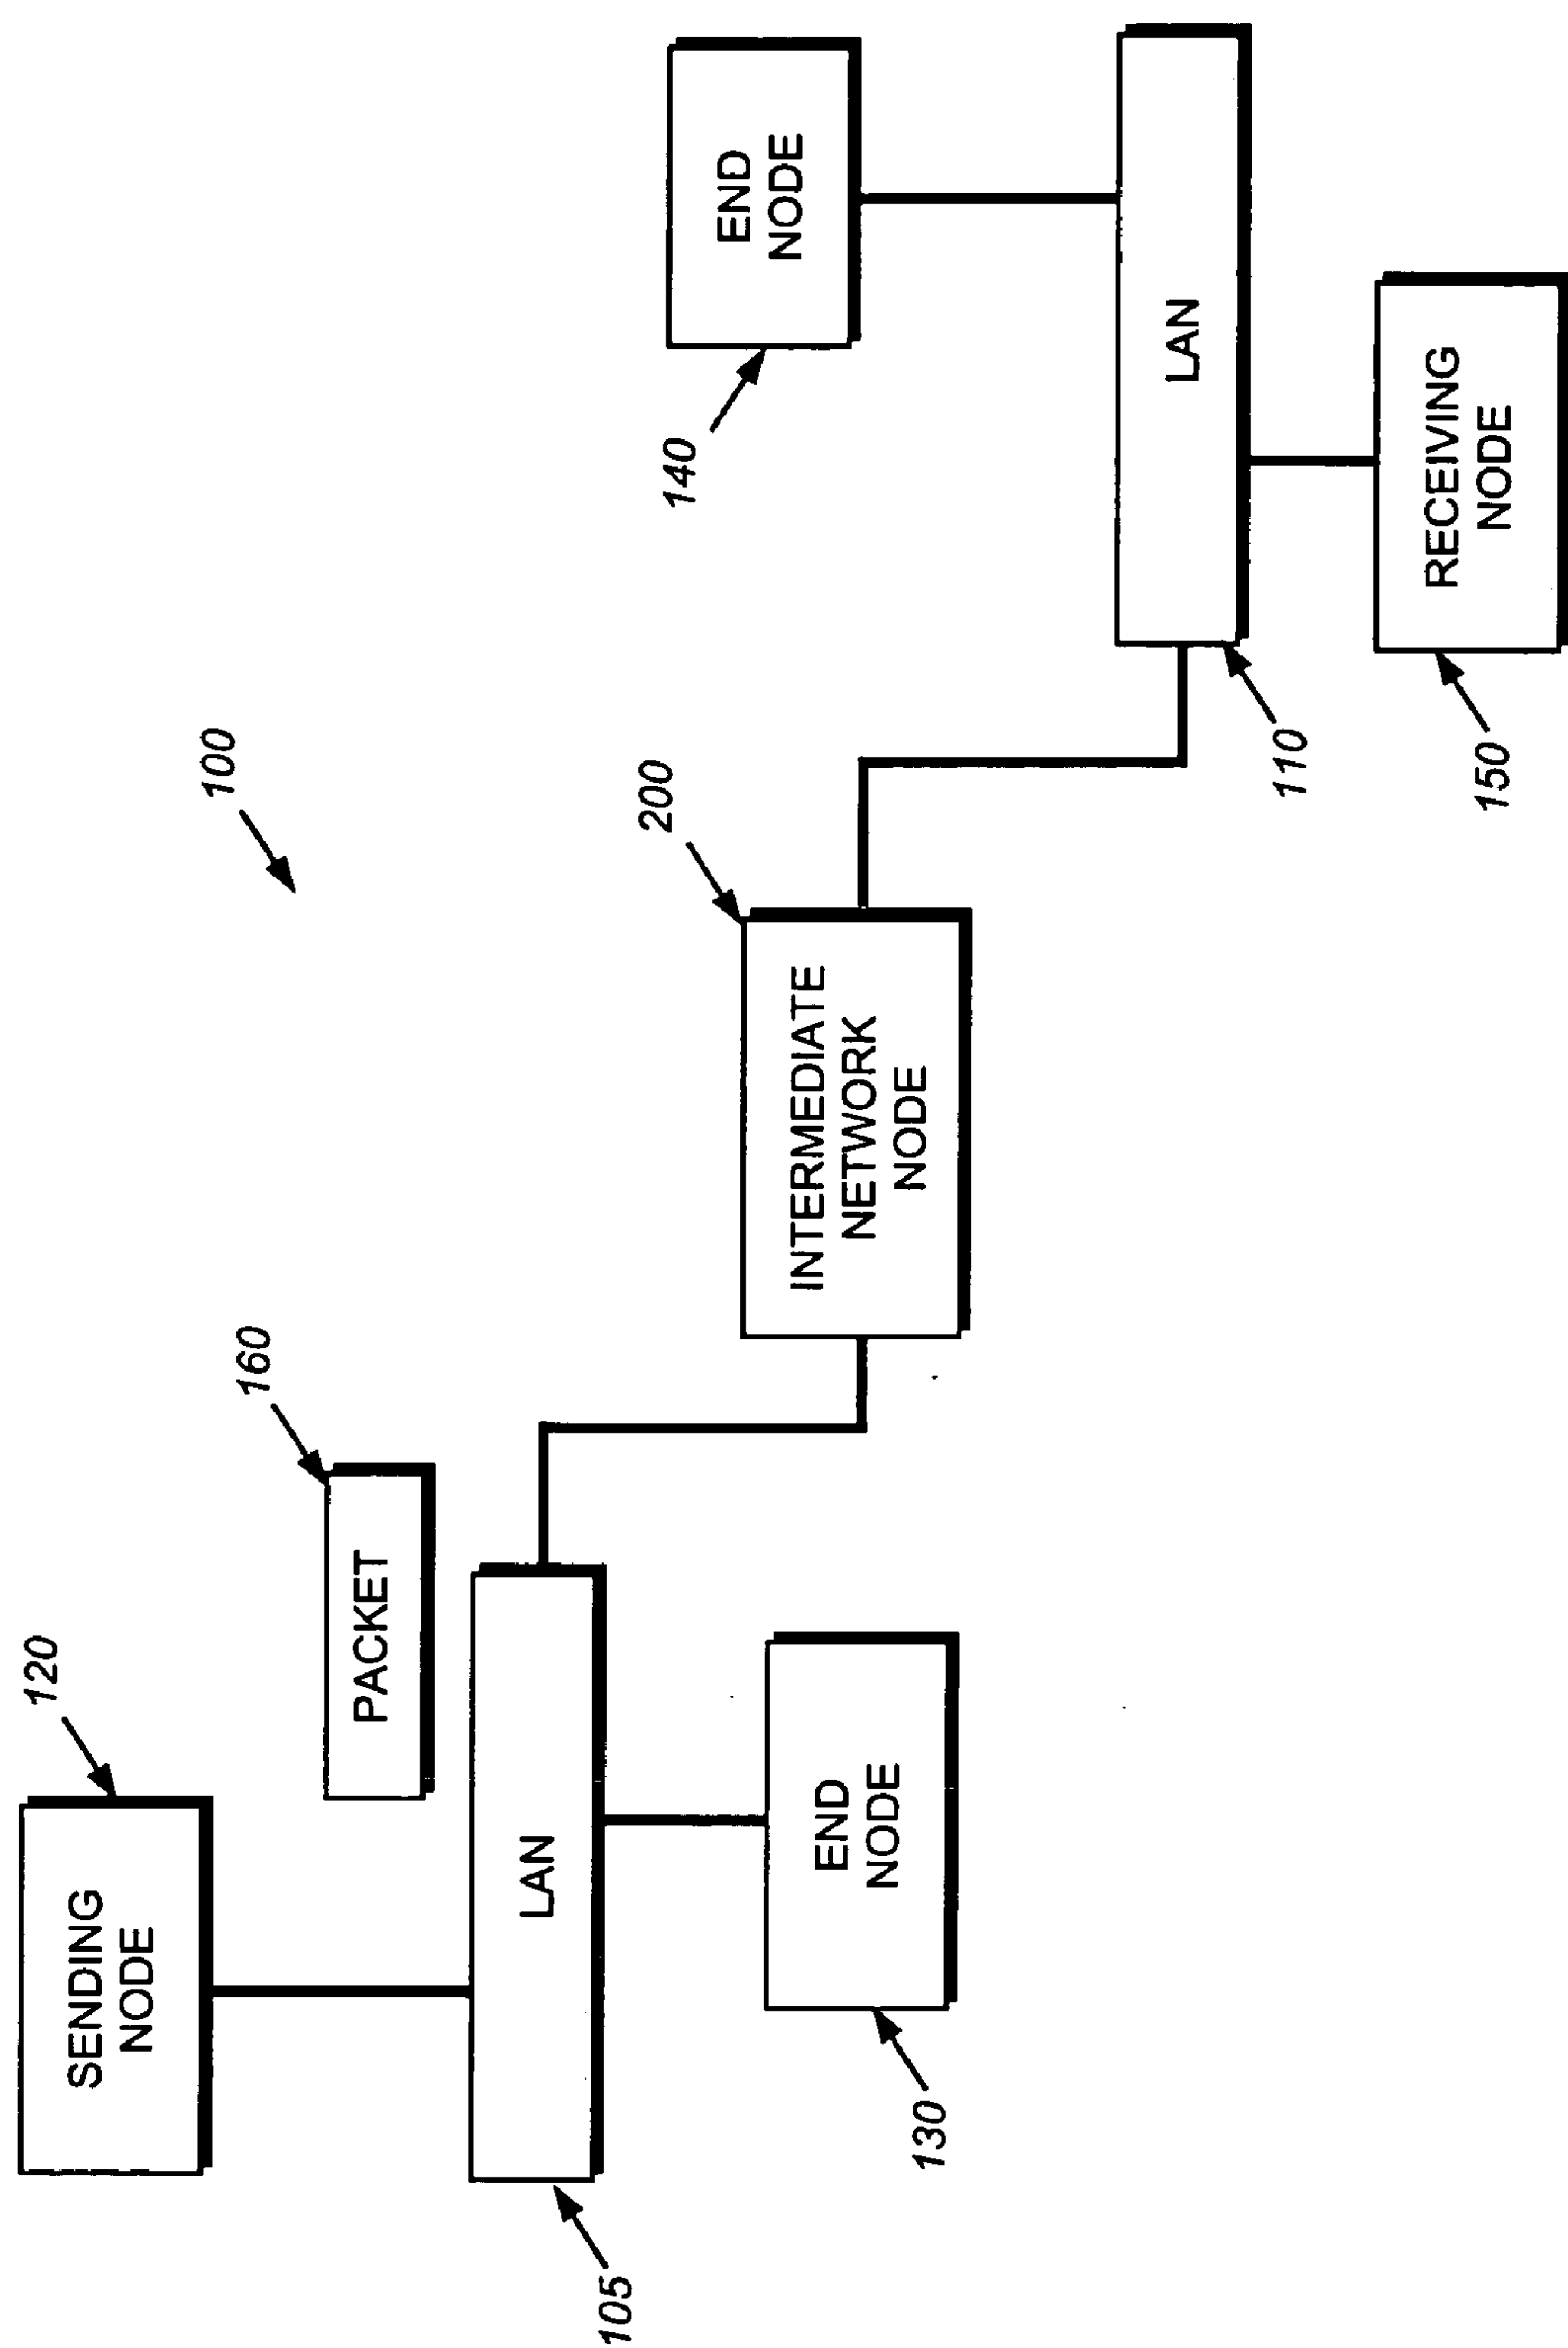 100
120
SENDING
NODE
160
PACKET
LAN
105
END
NODE
130
200
INTERMEDIATE
NETWORK
NODE
END
NODE
140
LAN
110
RECEIVING
NODE
150